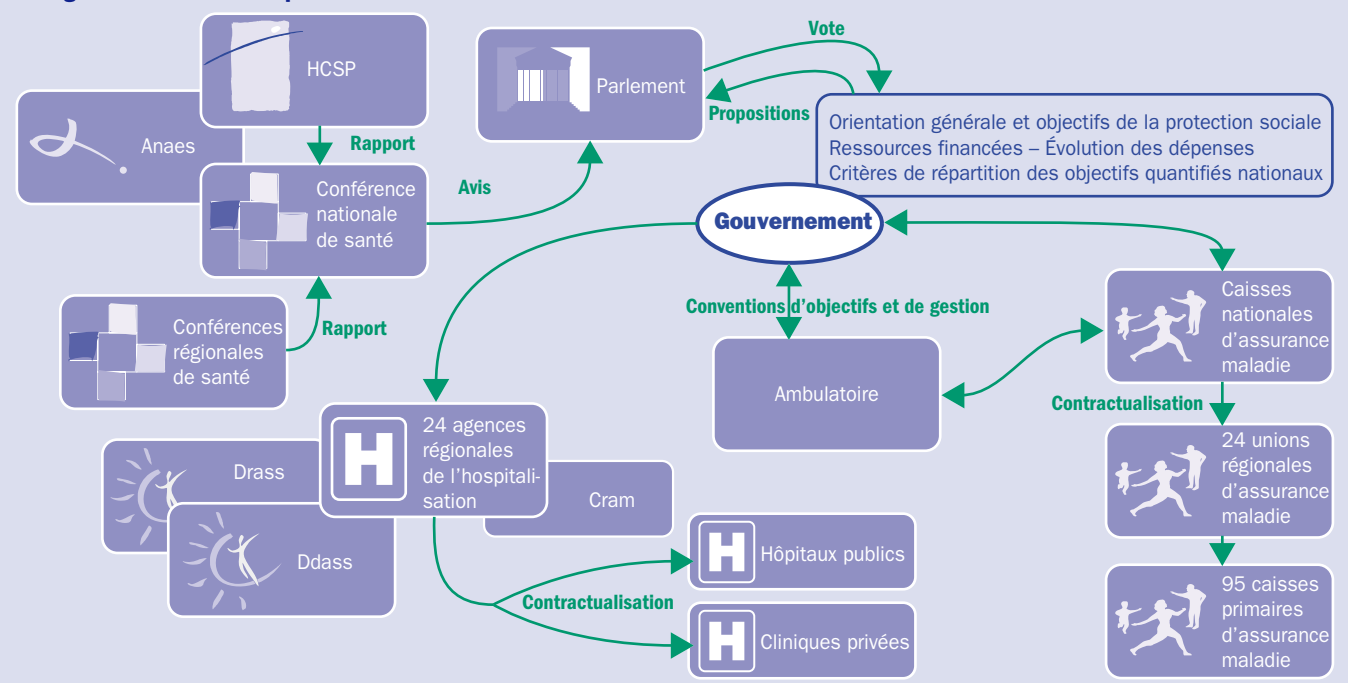 HCSP
Anaes
Rapport
Conférence
nationale
de santé
Rapport
Conférences
régionales
de santé
Avis
Parlement
Vote
Propositions
Orientation générale et objectifs de la protection sociale
Ressources financées – Évolution des dépenses
Critères de répartition des objectifs quantifiés nationaux
Gouvernement
Conventions d'objectifs et de gestion
Ambulatoire
Caisses
nationales
d'assurance
maladie
Contractualisation
24 unions
régionales
d'assurance
maladie
95 caisses
primaires
d'assurance
maladie
H
24 agences
régionales
de l'hospitali-
sation
Drass
Ddass
Cram
Contractualisation
H
Hôpitaux publics
H
Cliniques privées